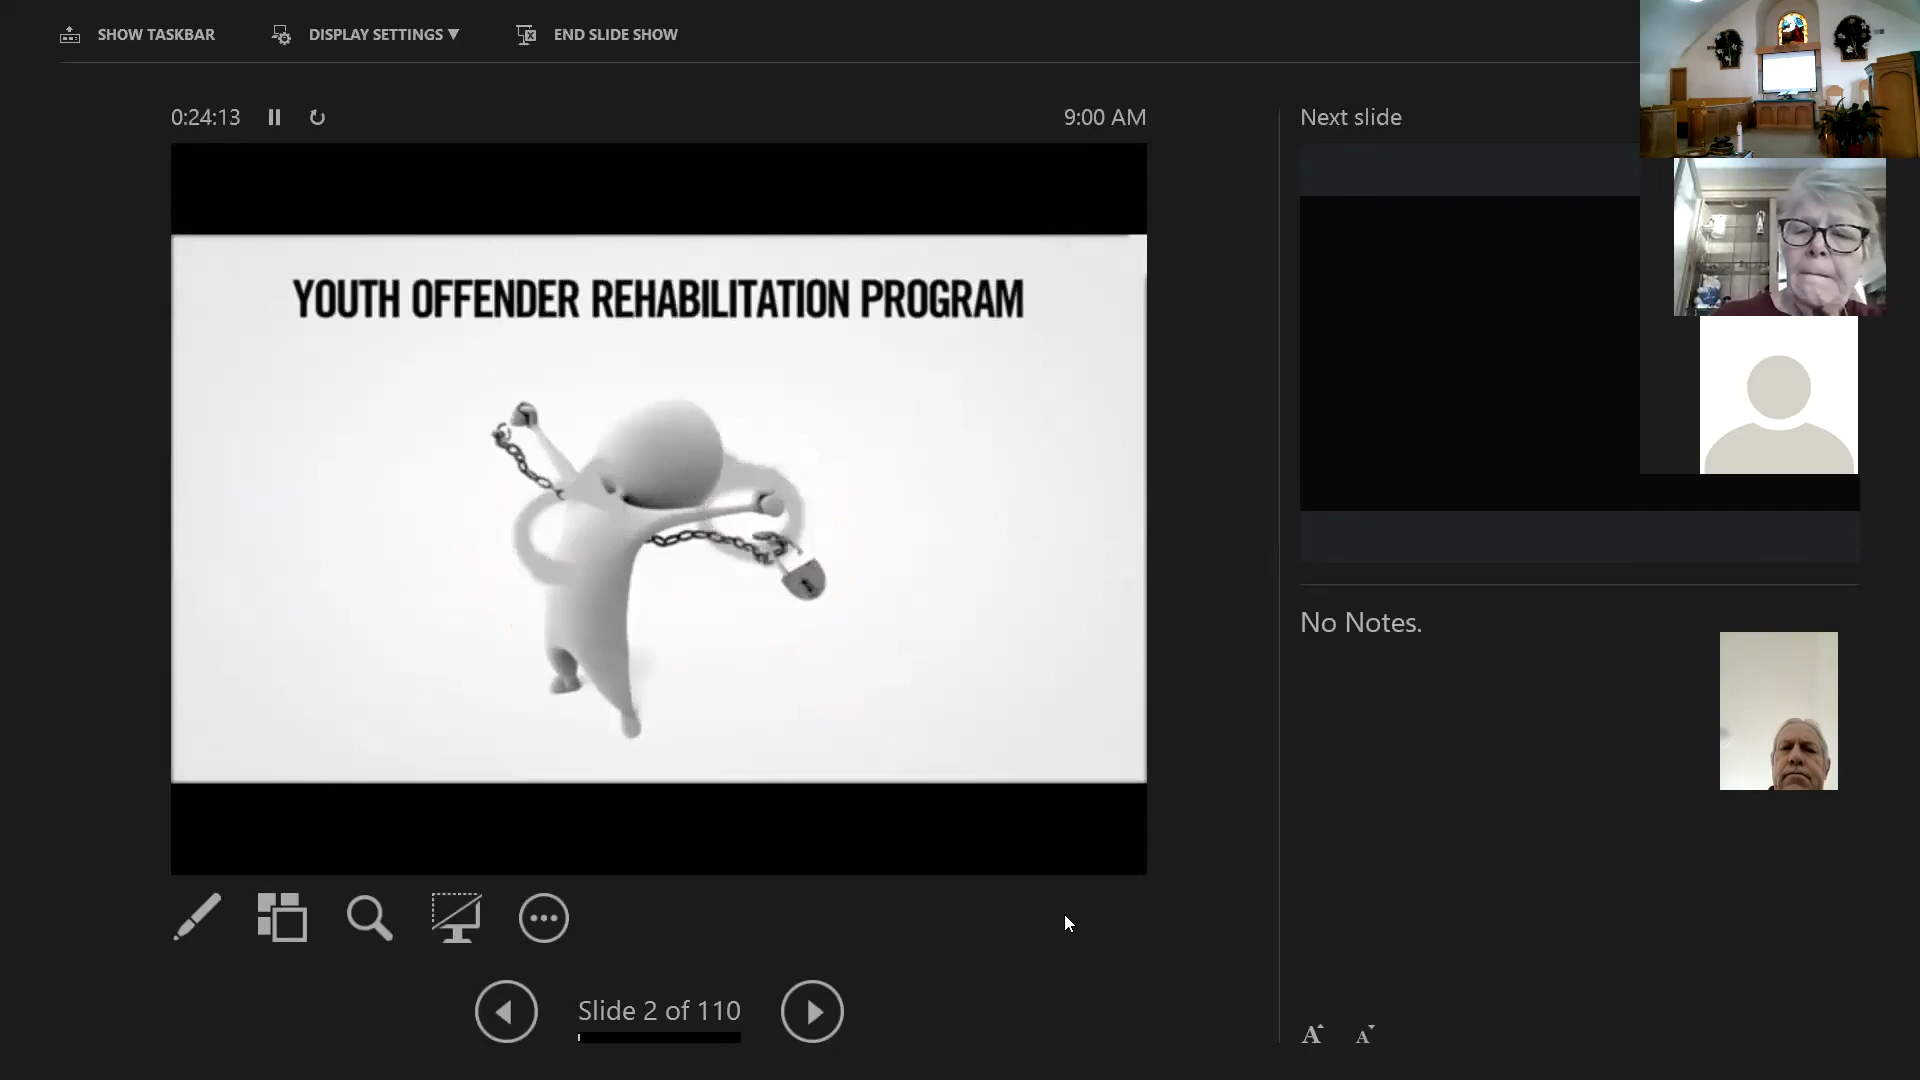 SHOW TASKBAR
DISPLAY SETTINGS ▼
END SLIDE SHOW
0:24:13
9:00 AM
Next slide
YOUTH OFFENDER REHABILITATION PROGRAM
No Notes.
Slide 2 of 110
A A